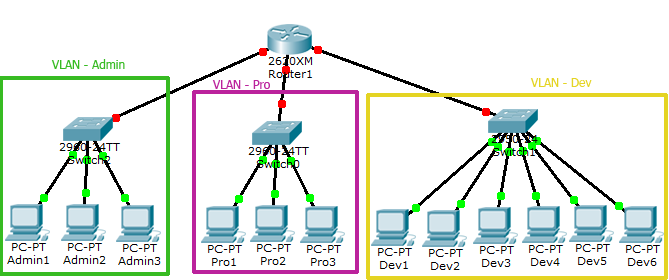 VLAN - Admin
2620XM
Router1
VLAN - Pro
VLAN - Dev
2960-24TT
Switch2
2960-24TT
Switch0
Switch1
PC-PT
Admin1
PC-PT
Admin2
PC-PT
Admin3
PC-PT
Pro1
PC-PT
Pro2
PC-PT
Pro3
PC-PT
Dev1
PC-PT
Dev2
PC-PT
Dev3
PC-PT
Dev4
PC-PT
Dev5
PC-PT
Dev6